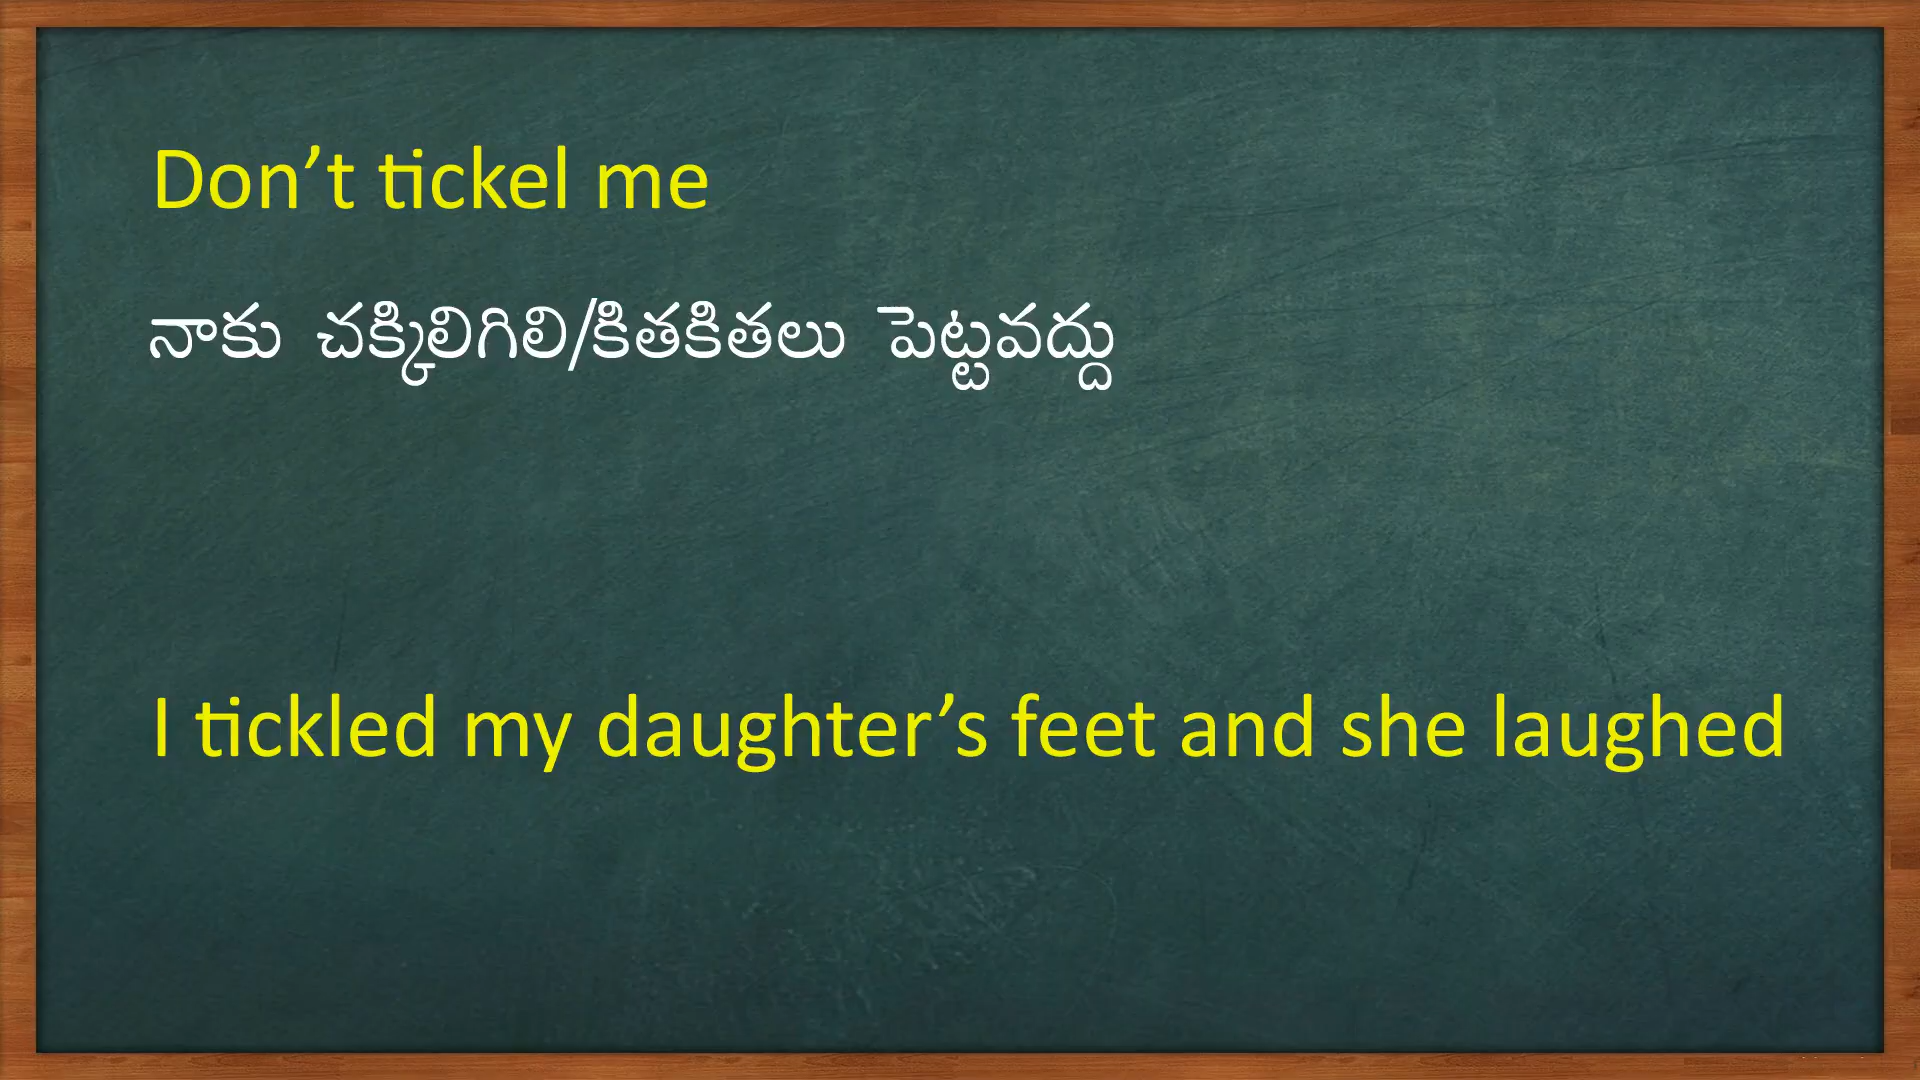 Don’t tickel me
నాకు చక్కిలిగిలి/కితకితలు పెట్టవద్దు
I tickled my daughter’s feet and she laughed